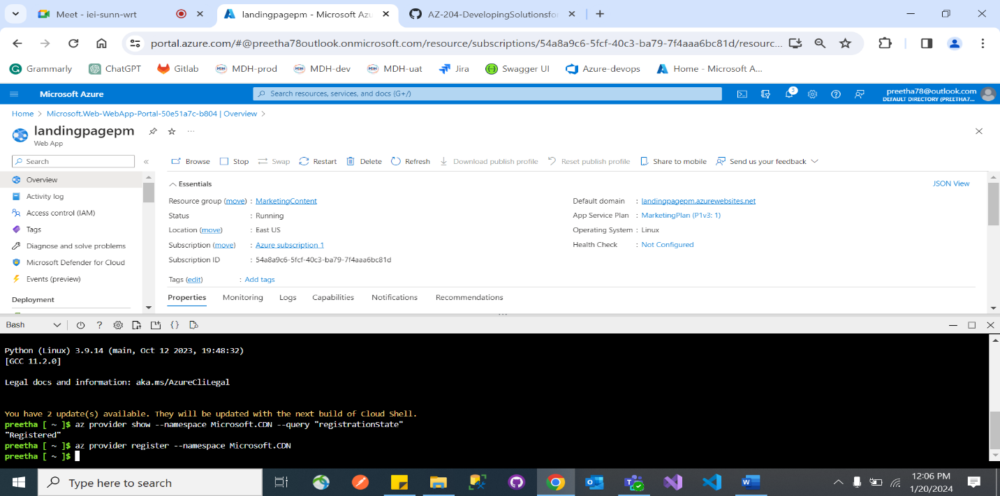 Meet - iei-sunn-wrt
landingpagepm - Microsoft Azu
AZ-204-DevelopingSolutionsfo
portal.azure.com/#@preetha78outlook.onmicrosoft.com/resource/subscriptions/54a8a9c6-5fcf-40c3-ba79-7f4aaa6bc81d/resourc...
Grammarly ChatGPT Gitlab MDH-prod MDH-dev MDH-uat Jira Swagger UI Azure-devops Home - Microsoft A...
Microsoft Azure
Search resources, services, and docs (G+/)
3
preetha78@outlook.com
DEFAULT DIRECTORY (PREETHA7...
Home > Microsoft.Web-WebApp-Portal-50e51a7c-b804 | Overview >
landingpagepm
Web App
Search
Browse Stop Swap Restart Delete Refresh Download publish profile Reset publish profile Share to mobile Send us your feedback
Overview
Activity log
Access control (IAM)
Tags
Diagnose and solve problems
Microsoft Defender for Cloud
Events (preview)
Deployment
Essentials
JSON View
Resource group (move) : MarketingContent
Status : Running
Location (move) : East US
Subscription (move) : Azure subscription 1
Subscription ID : 54a8a9c6-5fcf-40c3-ba79-7f4aaa6bc81d
Default domain : landingpagepm.azurewebsites.net
App Service Plan : MarketingPlan (P1v3: 1)
Operating System : Linux
Health Check : Not Configured
Tags (edit) : Add tags
Properties Monitoring Logs Capabilities Notifications Recommendations
Bash
Python (Linux) 3.9.14 (main, Oct 12 2023, 19:48:32)
[GCC 11.2.0]
Legal docs and information: aka.ms/AzureCliLegal
You have 2 update(s) available. They will be updated with the next build of Cloud Shell.
preetha [ ~ ]$ az provider show --namespace Microsoft.CDN --query "registrationState"
"Registered"
preetha [ ~ ]$ az provider register --namespace Microsoft.CDN
preetha [ ~ ]$
Type here to search
12:06 PM
1/20/2024